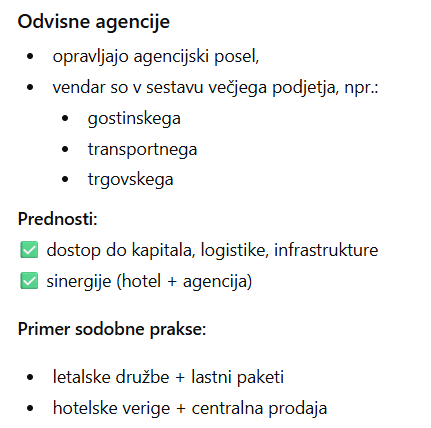 Odvisne agencije
• opravljajo agencijski posel,
• vendar so v sestavu večjega podjetja, npr.:
• gostinskega
• transportnega
• trgovskega
Prednosti:
✅ dostop do kapitala, logistike, infrastrukture
✅ sinergije (hotel + agencija)
Primer sodobne prakse:
• letalske družbe + lastni paketi
• hotelske verige + centralna prodaja